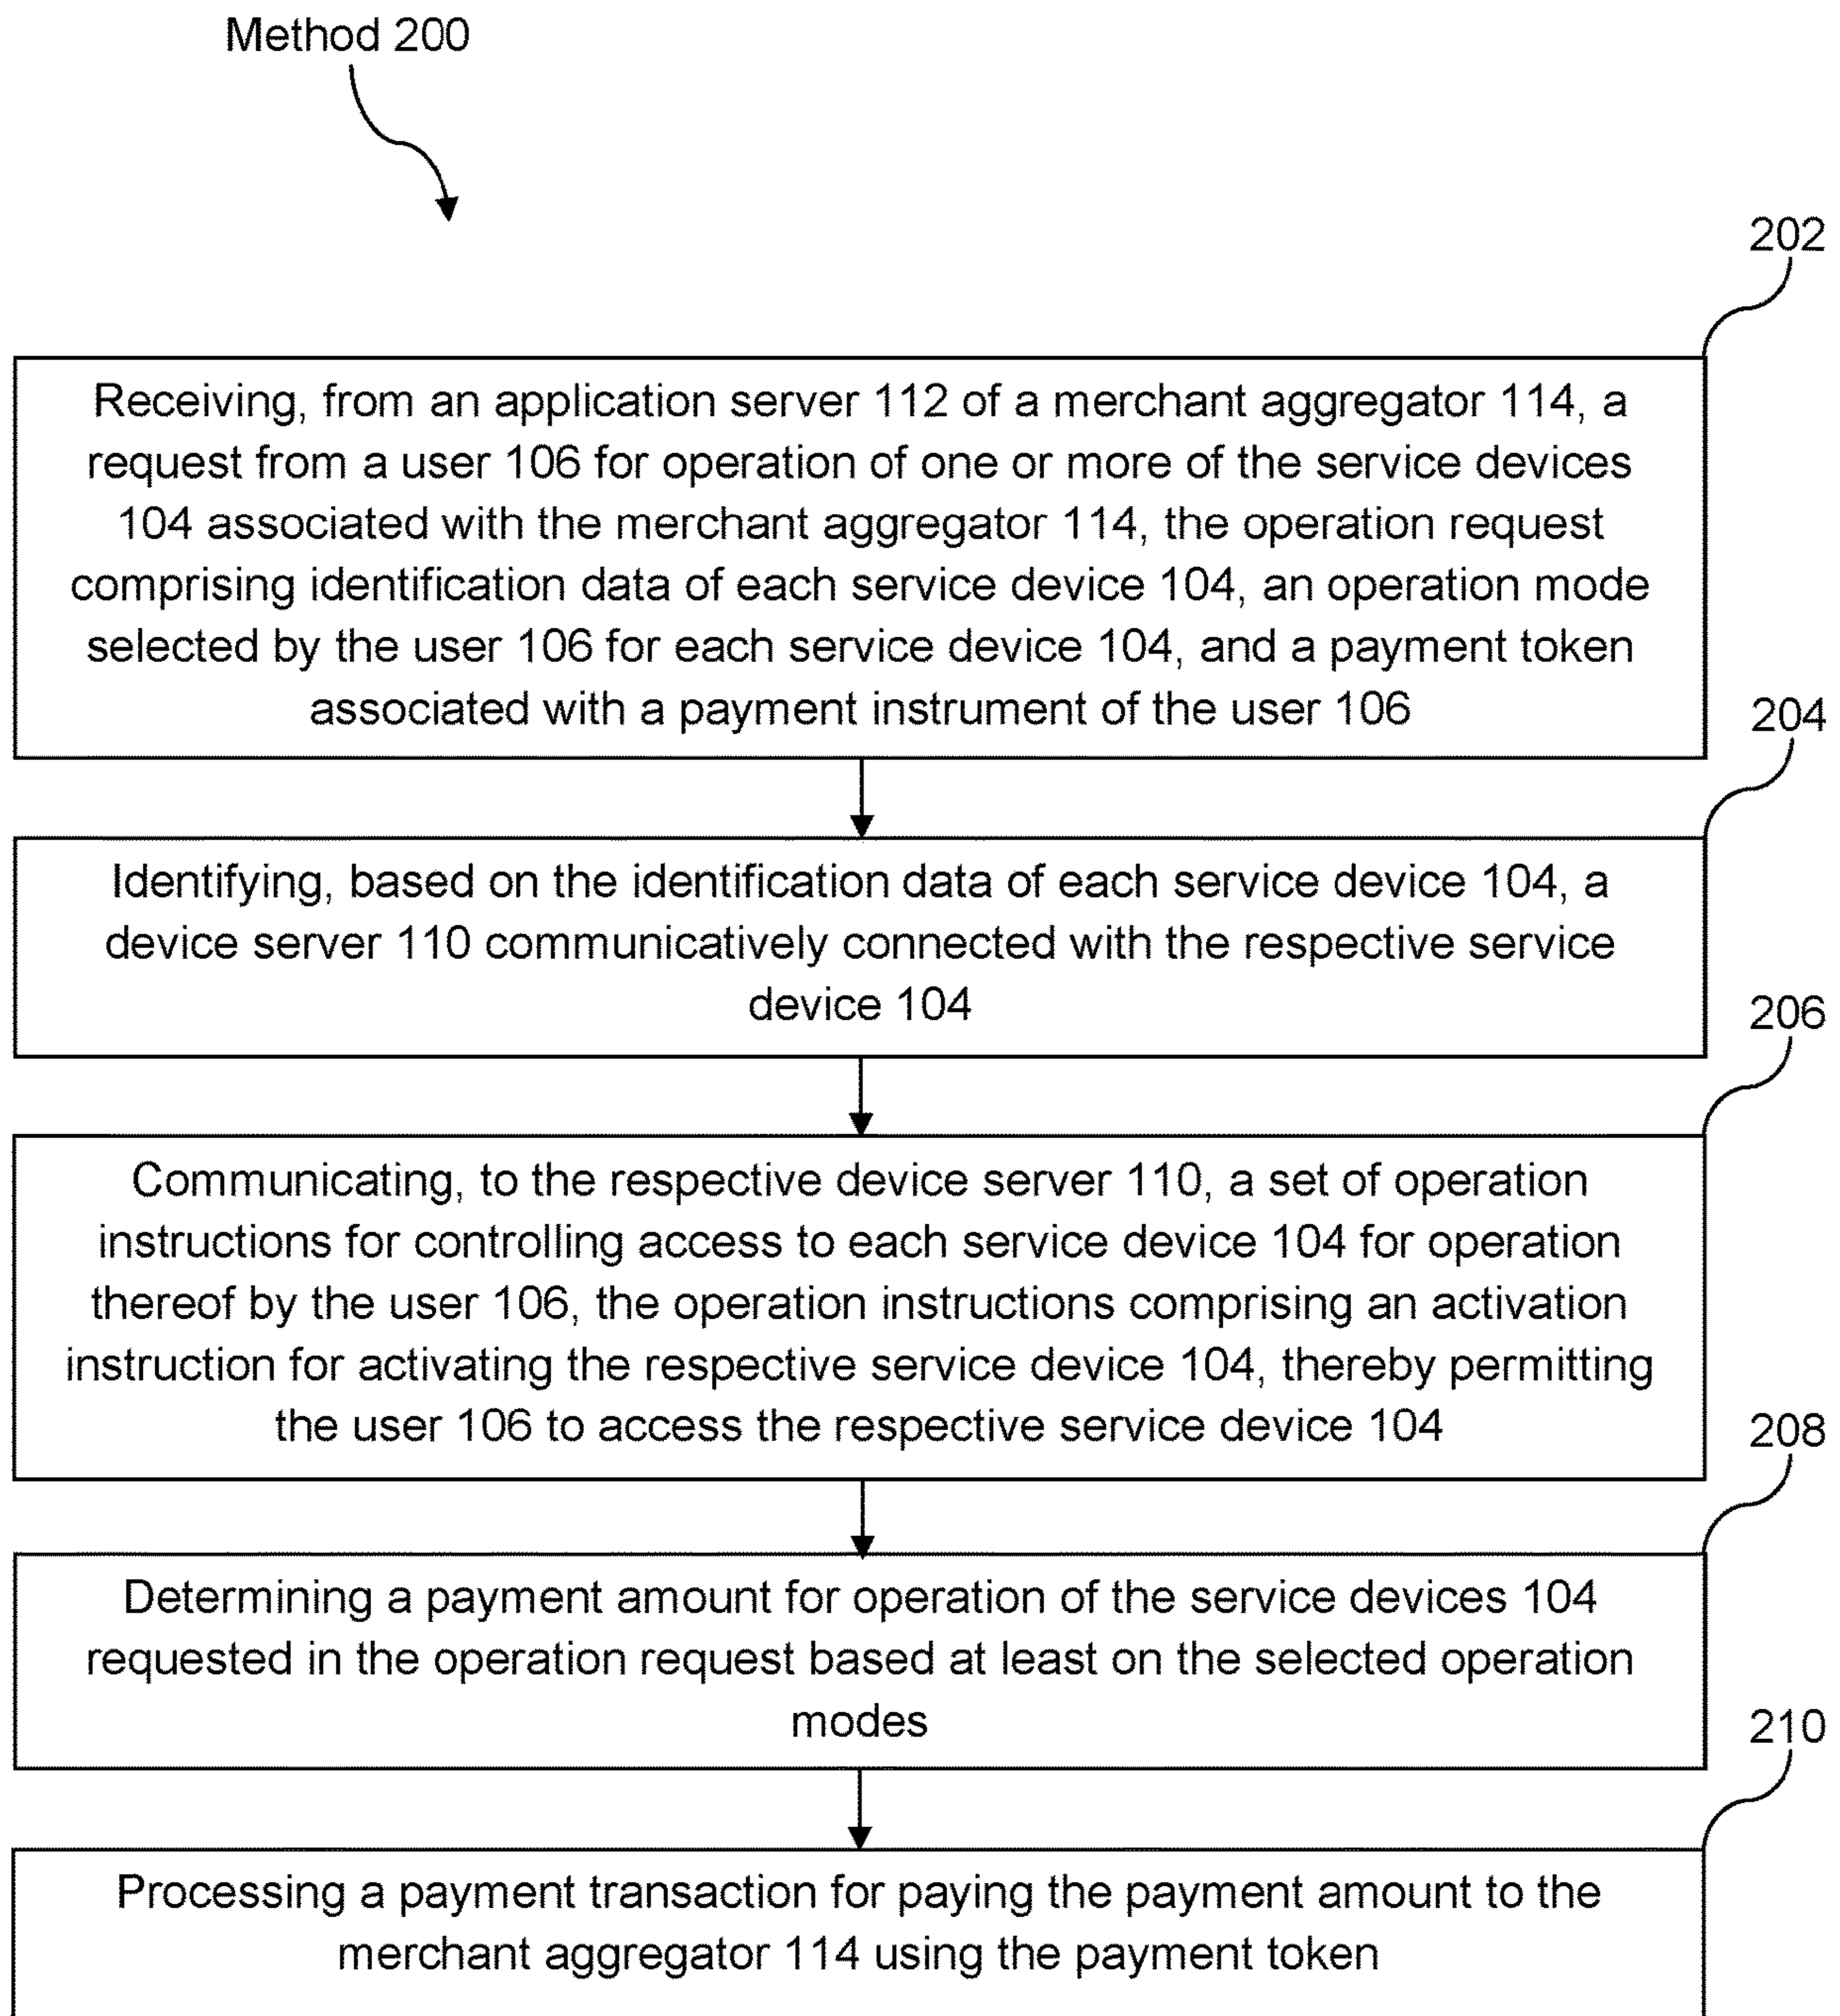 Method 200
202
Receiving, from an application server 112 of a merchant aggregator 114, a
request from a user 106 for operation of one or more of the service devices
104 associated with the merchant aggregator 114, the operation request
comprising identification data of each service device 104, an operation mode
selected by the user 106 for each service device 104, and a payment token
associated with a payment instrument of the user 106
204
Identifying, based on the identification data of each service device 104, a
device server 110 communicatively connected with the respective service
device 104
206
Communicating, to the respective device server 110, a set of operation
instructions for controlling access to each service device 104 for operation
thereof by the user 106, the operation instructions comprising an activation
instruction for activating the respective service device 104, thereby permitting
the user 106 to access the respective service device 104
208
Determining a payment amount for operation of the service devices 104
requested in the operation request based at least on the selected operation
modes
210
Processing a payment transaction for paying the payment amount to the
merchant aggregator 114 using the payment token